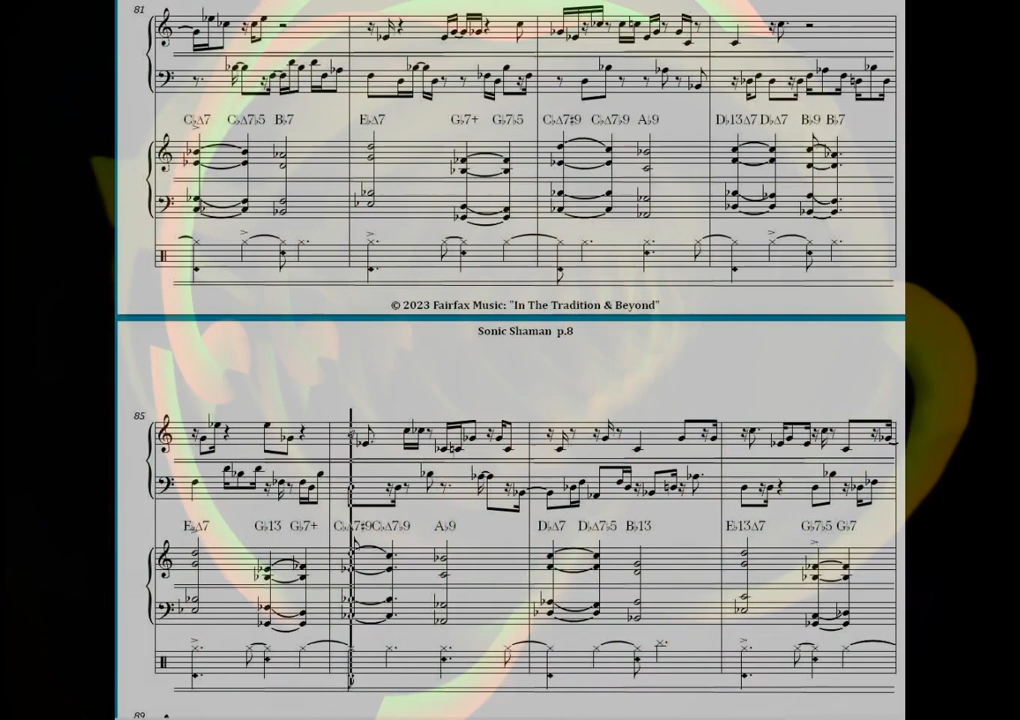 81
C♭Δ7 C♭Δ7♭5 B♭7 E♭Δ7 G♭7+ G♭7♭5 C♭Δ7♯9 C♭Δ7♭9 A♭9 D♭13Δ7 D♭Δ7 B♭9 B♭7
© 2023 Fairfax Music: "In The Tradition & Beyond"
Sonic Shaman p.8
85
E♭Δ7 G♭13 G♭7+ C♭Δ7♯9 C♭Δ7♭9 A♭9 D♭Δ7 D♭Δ7♭5 B♭13 E♭13Δ7 G♭7♭5 G♭7
89